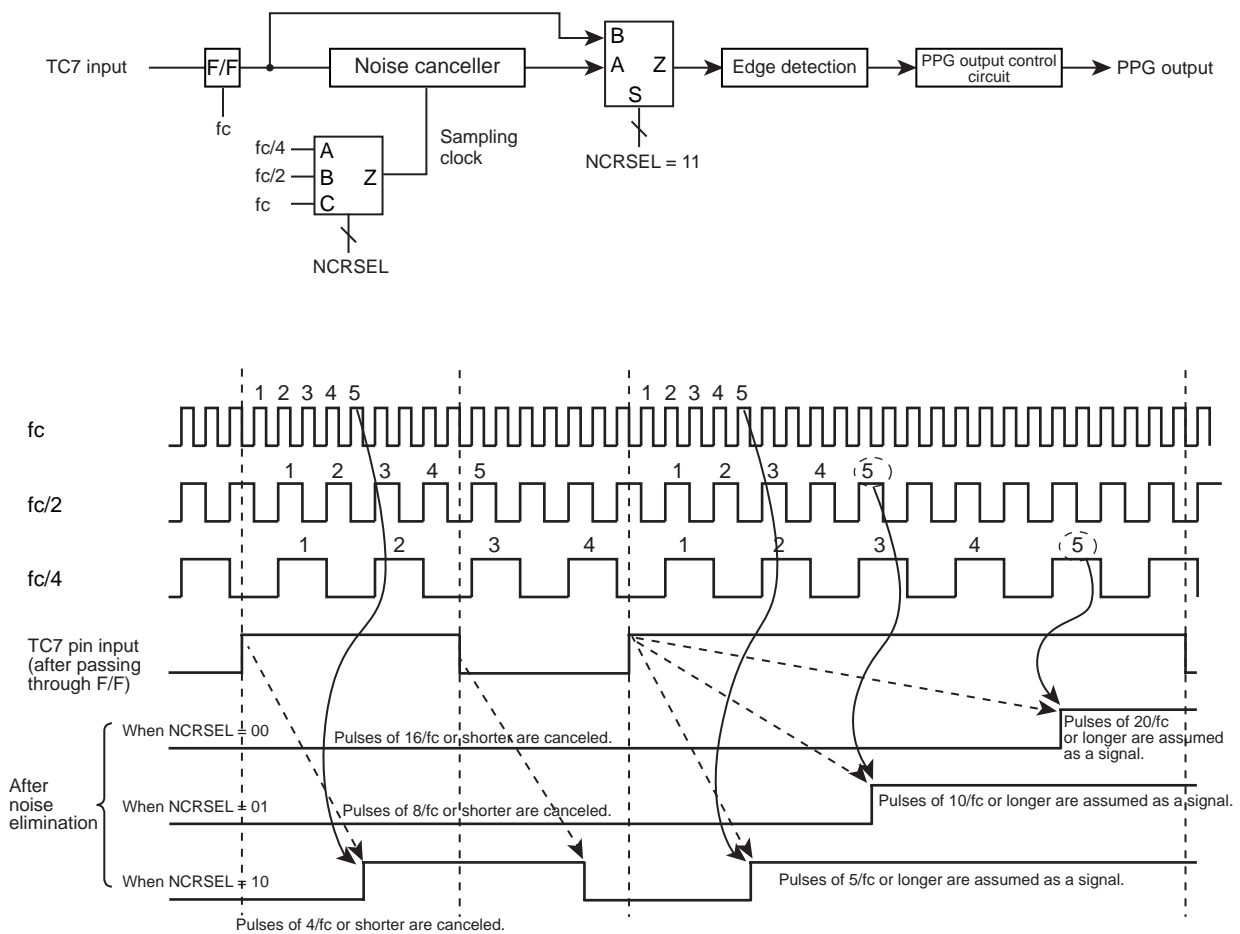 TC7 input
F/F
fc
Noise canceller
Sampling
clock
fc/4
fc/2
fc
A
B
C
Z
NCRSEL
B
A
Z
S
NCRSEL = 11
Edge detection
PPG output control
circuit
PPG output
1 2 3 4 5 1 2 3 4 5
fc
1 2 3 4 5 1 2 3 4 5
fc/2
1 2 3 4 1 2 3 4 5
fc/4
TC7 pin input
(after passing
through F/F)
After
noise
elimination
When NCRSEL = 00
Pulses of 16/fc or shorter are canceled.
Pulses of 20/fc
or longer are assumed
as a signal.
When NCRSEL = 01
Pulses of 8/fc or shorter are canceled.
Pulses of 10/fc or longer are assumed as a signal.
When NCRSEL = 10
Pulses of 5/fc or longer are assumed as a signal.
Pulses of 4/fc or shorter are canceled.